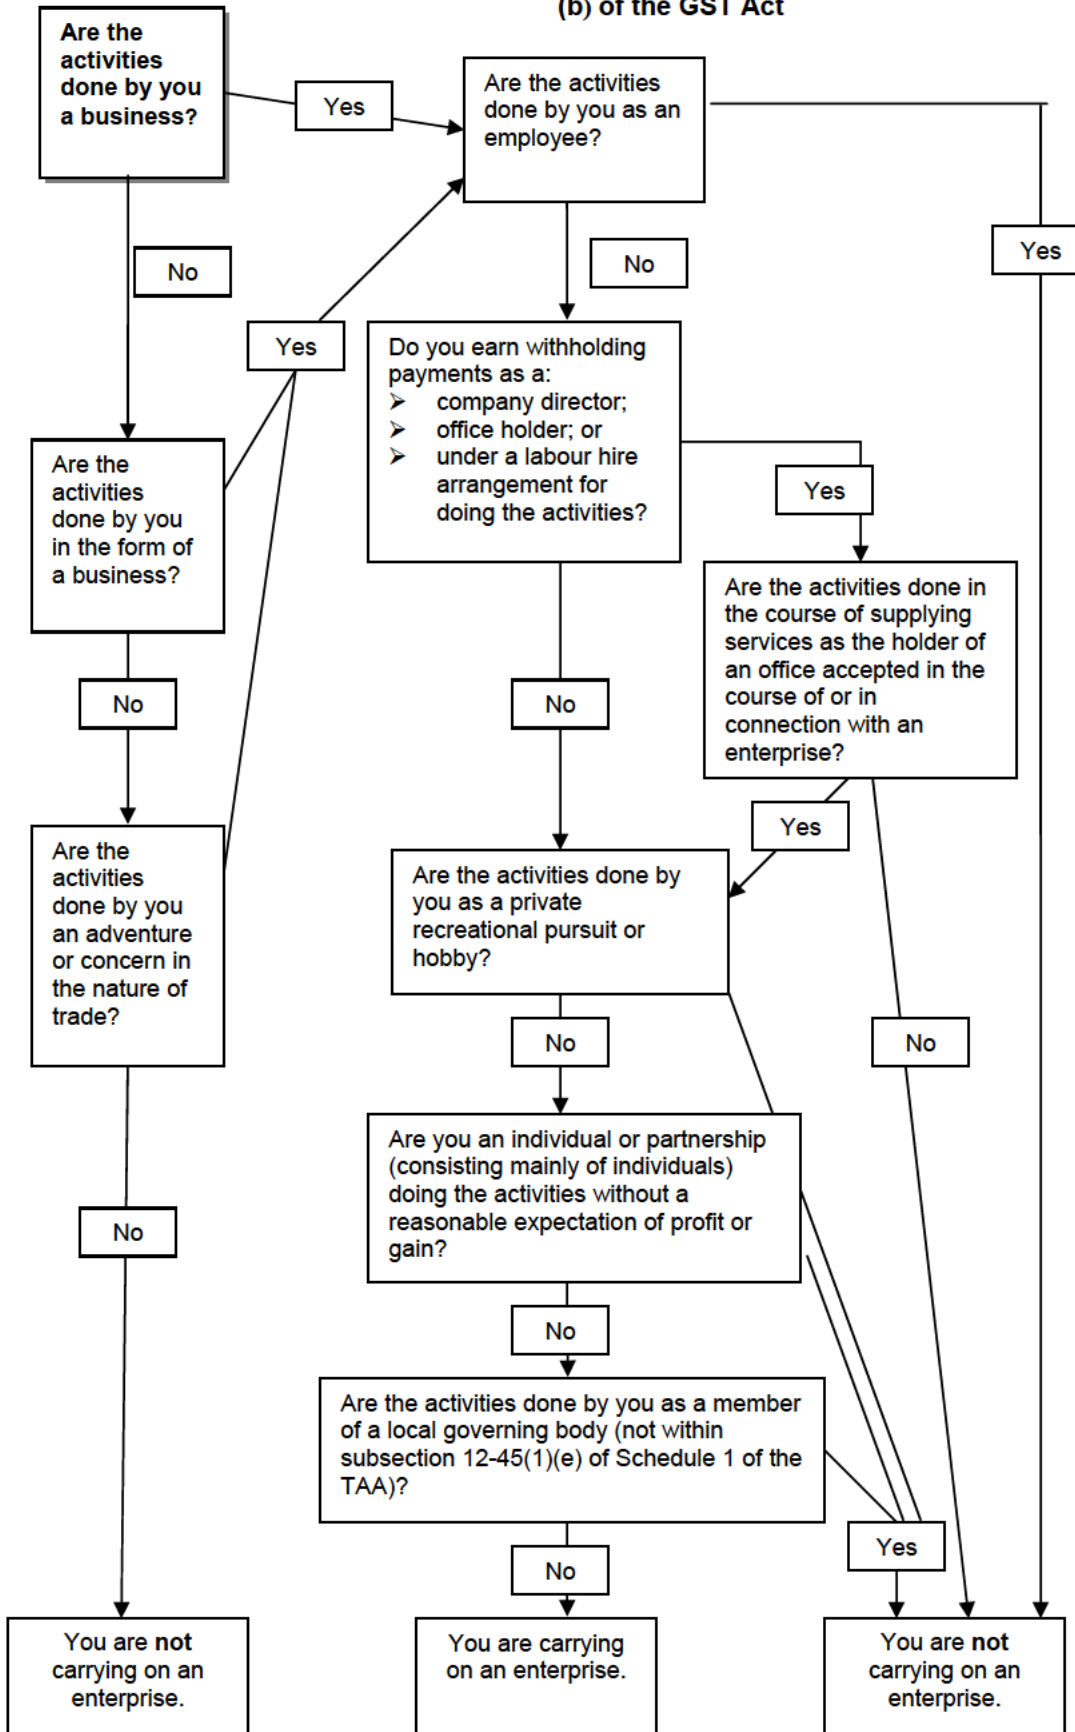 (b) of the GST Act
Are the
activities
done by you
a business?
Yes
Are the activities
done by you as an
employee?
Yes
No
No
Yes
Do you earn withholding
payments as a:
➢ company director;
➢ office holder; or
➢ under a labour hire
arrangement for
doing the activities?
Are the
activities
done by you
in the form of
a business?
Yes
Are the activities done in
the course of supplying
services as the holder of
an office accepted in the
course of or in
connection with an
enterprise?
No
No
Yes
Are the
activities
done by you
an adventure
or concern in
the nature of
trade?
Are the activities done by
you as a private
recreational pursuit or
hobby?
No
No
Are you an individual or partnership
(consisting mainly of individuals)
doing the activities without a
reasonable expectation of profit or
gain?
No
No
Are the activities done by you as a member
of a local governing body (not within
subsection 12-45(1)(e) of Schedule 1 of the
TAA)?
Yes
No
You are not
carrying on an
enterprise.
You are carrying
on an enterprise.
You are not
carrying on an
enterprise.